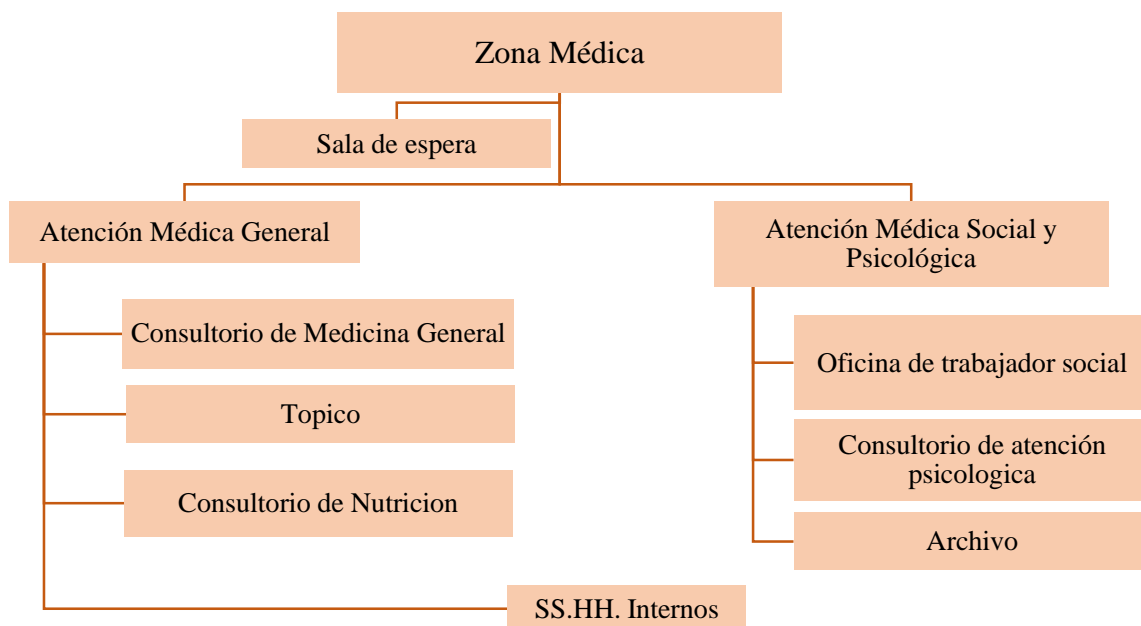 Zona Médica
Sala de espera
Atención Médica General
Consultorio de Medicina General
Topico
Consultorio de Nutricion
SS.HH. Internos
Atención Médica Social y
Psicológica
Oficina de trabajador social
Consultorio de atención
psicologica
Archivo